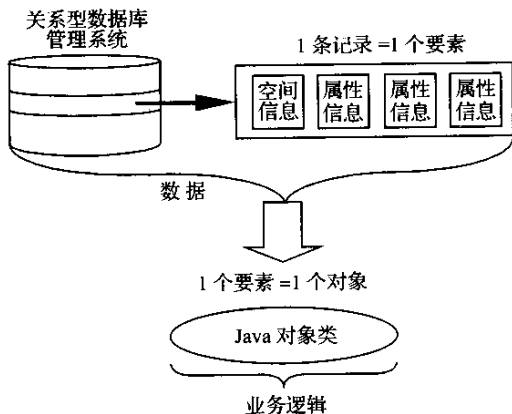 关系型数据库
管理系统
1 条记录 =1 个要素
空间
信息
属性
信息
属性
信息
属性
信息
数 据
1 个要素 =1 个对象
Java 对象类
业务逻辑